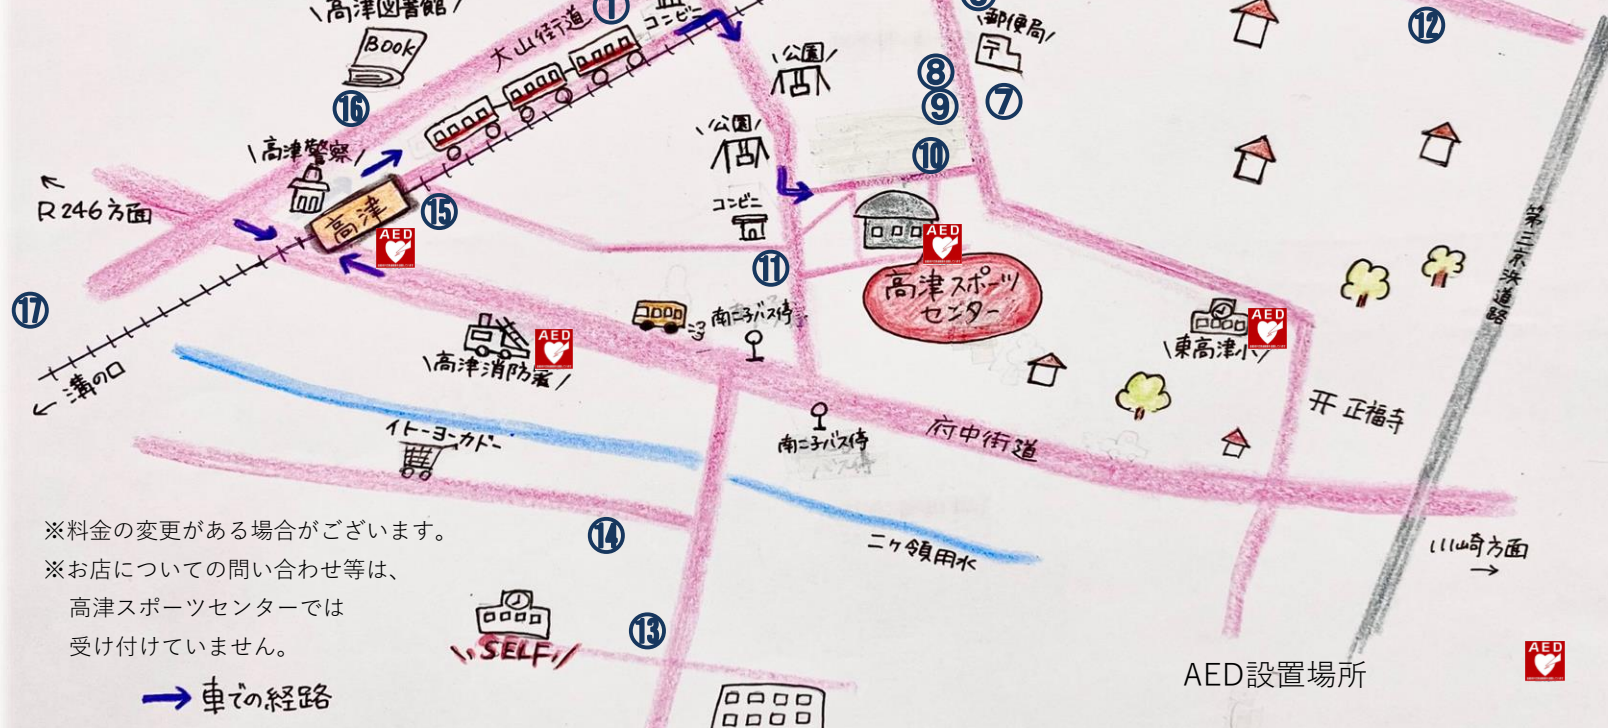 \高津図書館/
BOOK
大山街道
①
コンビニ
\公園/
\郵便局/
〒
⑧
⑨
⑦
⑩
⑫
⑯
\高津警察/
\公園/
R246方面
高津
⑮
AED
コンビニ
AED
⑪
高津スポーツ
センター
第三京浜道路
⑰
南二子バス停
AED
\高津消防署/
AED
\東高津小/
溝の口
正福寺
イトーヨーカドー
南二子バス停
府中街道
※料金の変更がある場合がございます。
※お店についての問い合わせ等は、
高津スポーツセンターでは
受け付けていません。
⑭
二ヶ領用水
川崎方面
→
⑬
\\SELF//
AED設置場所
AED
→車での経路